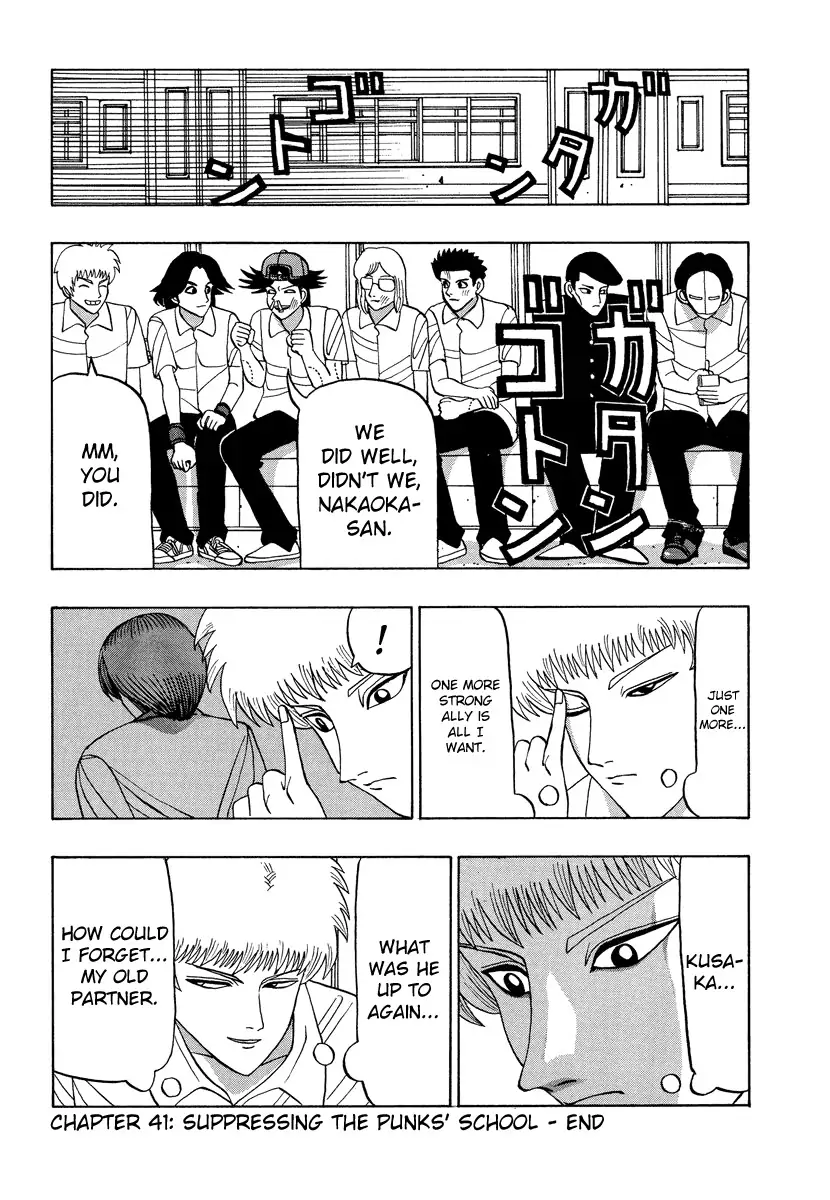 ガタン
ゴトン
ガタン
ゴトン
WE
DID WELL,
DIDN'T WE,
NAKAOKA-
SAN.
MM,
YOU
DID.
JUST
ONE
MORE...
ONE MORE
STRONG
ALLY IS
ALL I
WANT.
!
KUSA-
KA...
WHAT
WAS HE
UP TO
AGAIN...
HOW COULD
I FORGET...
MY OLD
PARTNER.
CHAPTER 41: SUPPRESSING THE PUNKS' SCHOOL - END